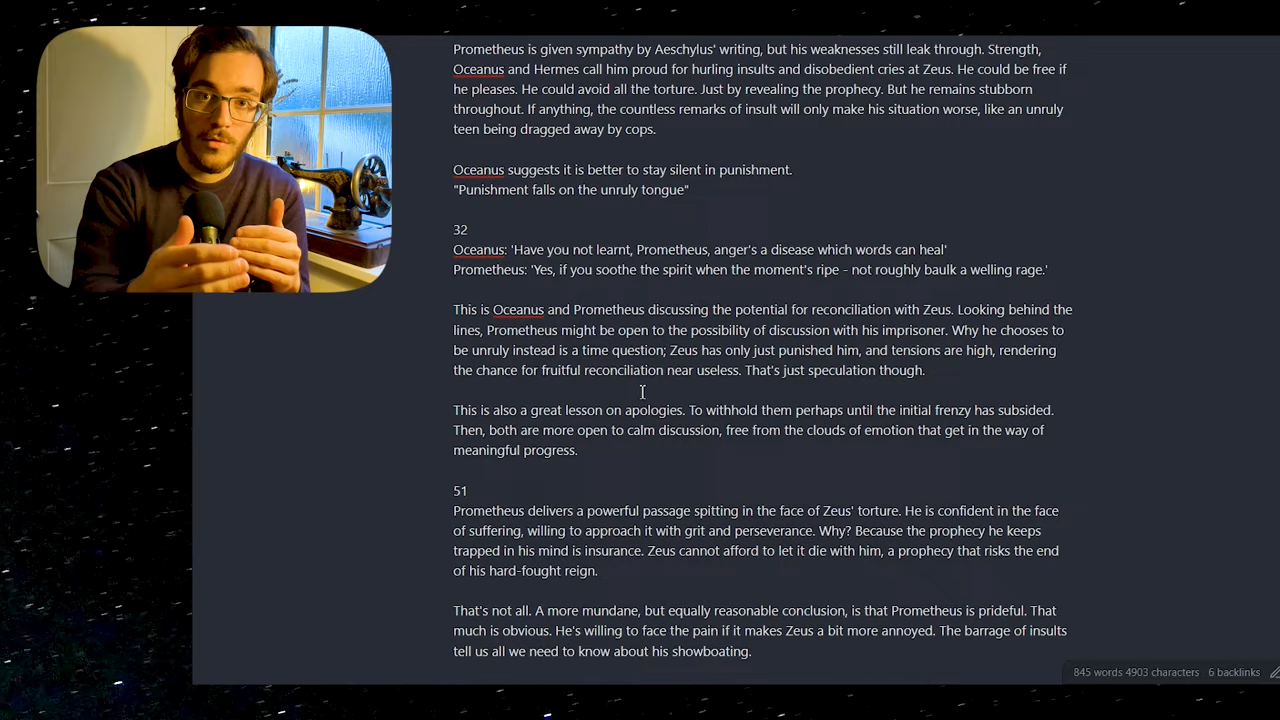 Prometheus is given sympathy by Aeschylus' writing, but his weaknesses still leak through. Strength,
Oceanus and Hermes call him proud for hurling insults and disobedient cries at Zeus. He could be free if
he pleases. He could avoid all the torture. Just by revealing the prophecy. But he remains stubborn
throughout. If anything, the countless remarks of insult will only make his situation worse, like an unruly
teen being dragged away by cops.
Oceanus suggests it is better to stay silent in punishment.
"Punishment falls on the unruly tongue"
32
Oceanus: 'Have you not learnt, Prometheus, anger's a disease which words can heal'
Prometheus: 'Yes, if you soothe the spirit when the moment's ripe - not roughly baulk a welling rage.'
This is Oceanus and Prometheus discussing the potential for reconciliation with Zeus. Looking behind the
lines, Prometheus might be open to the possibility of discussion with his imprisoner. Why he chooses to
be unruly instead is a time question; Zeus has only just punished him, and tensions are high, rendering
the chance for fruitful reconciliation near useless. That's just speculation though.
This is also a great lesson on apologies. To withhold them perhaps until the initial frenzy has subsided.
Then, both are more open to calm discussion, free from the clouds of emotion that get in the way of
meaningful progress.
51
Prometheus delivers a powerful passage spitting in the face of Zeus' torture. He is confident in the face
of suffering, willing to approach it with grit and perseverance. Why? Because the prophecy he keeps
trapped in his mind is insurance. Zeus cannot afford to let it die with him, a prophecy that risks the end
of his hard-fought reign.
That's not all. A more mundane, but equally reasonable conclusion, is that Prometheus is prideful. That
much is obvious. He's willing to face the pain if it makes Zeus a bit more annoyed. The barrage of insults
tell us all we need to know about his showboating.
845 words 4903 characters 6 backlinks